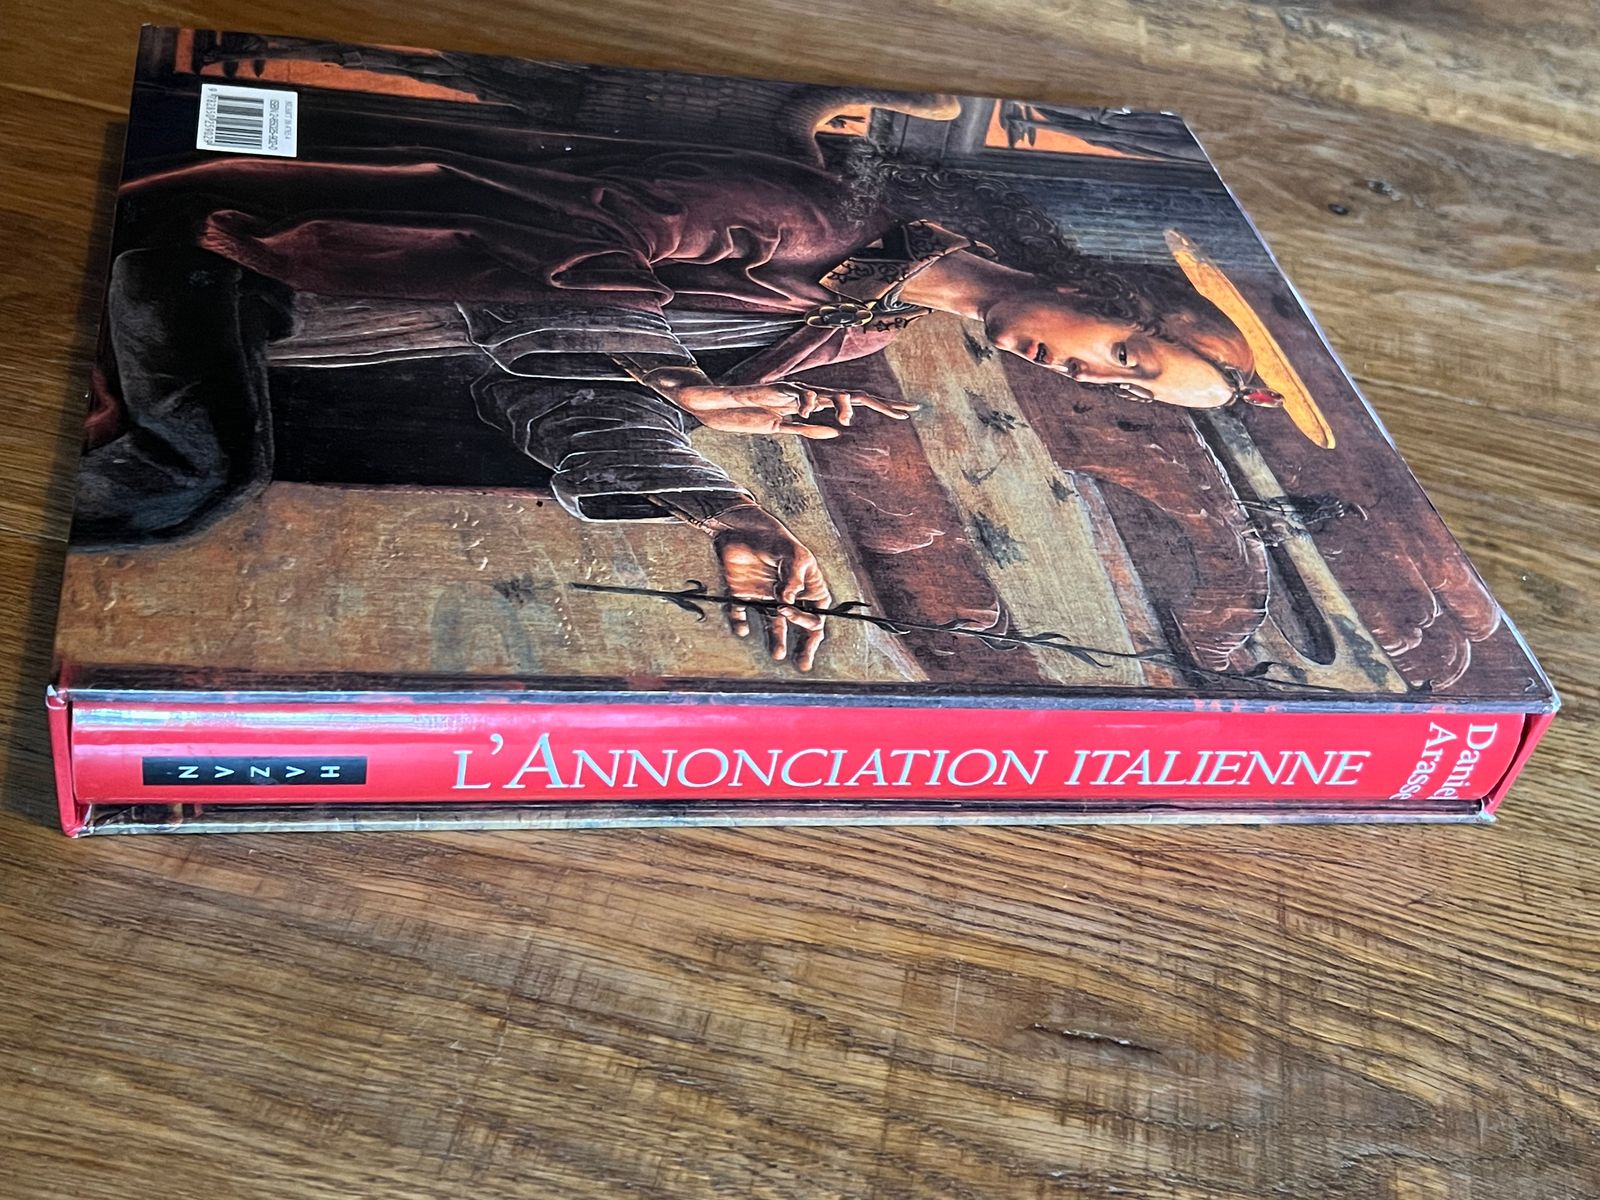 L'ANNONCIATION ITALIENNE
Daniel
Arasse
HAZAN